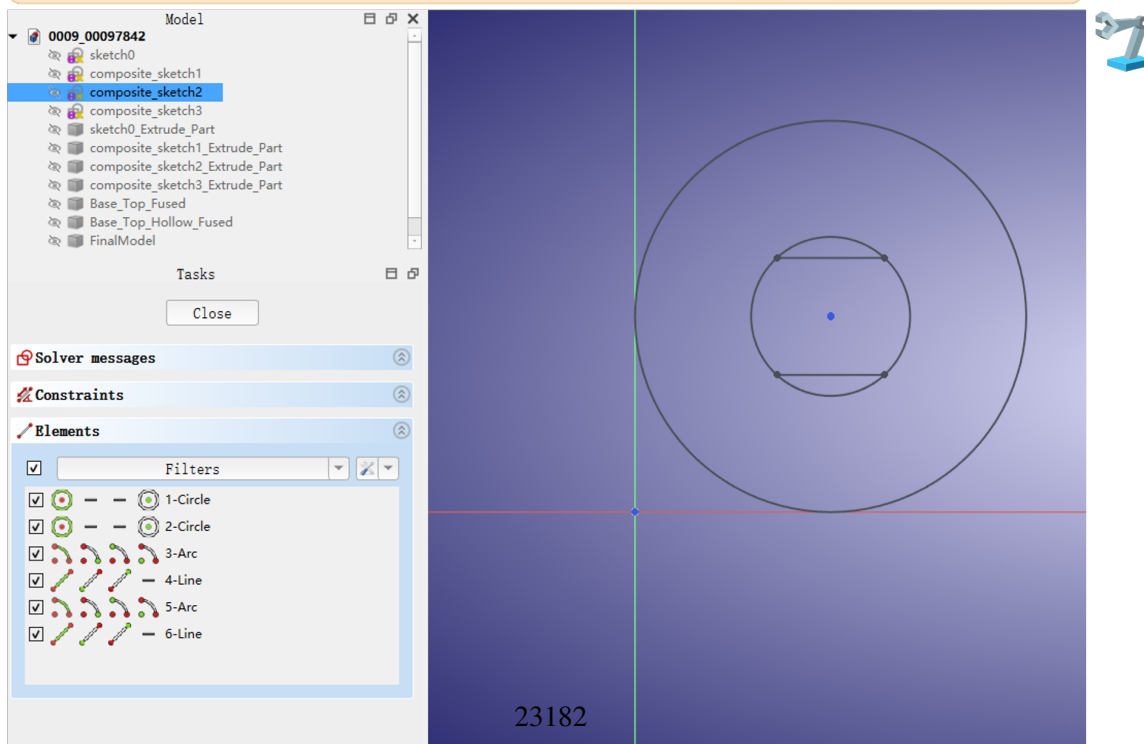 Model
0009_00097842
sketch0
composite_sketch1
composite_sketch2
composite_sketch3
sketch0_Extrude_Part
composite_sketch1_Extrude_Part
composite_sketch2_Extrude_Part
composite_sketch3_Extrude_Part
Base_Top_Fused
Base_Top_Hollow_Fused
FinalModel
Tasks
Close
Solver messages
Constraints
Elements
Filters
1-Circle
2-Circle
3-Arc
4-Line
5-Arc
6-Line
23182